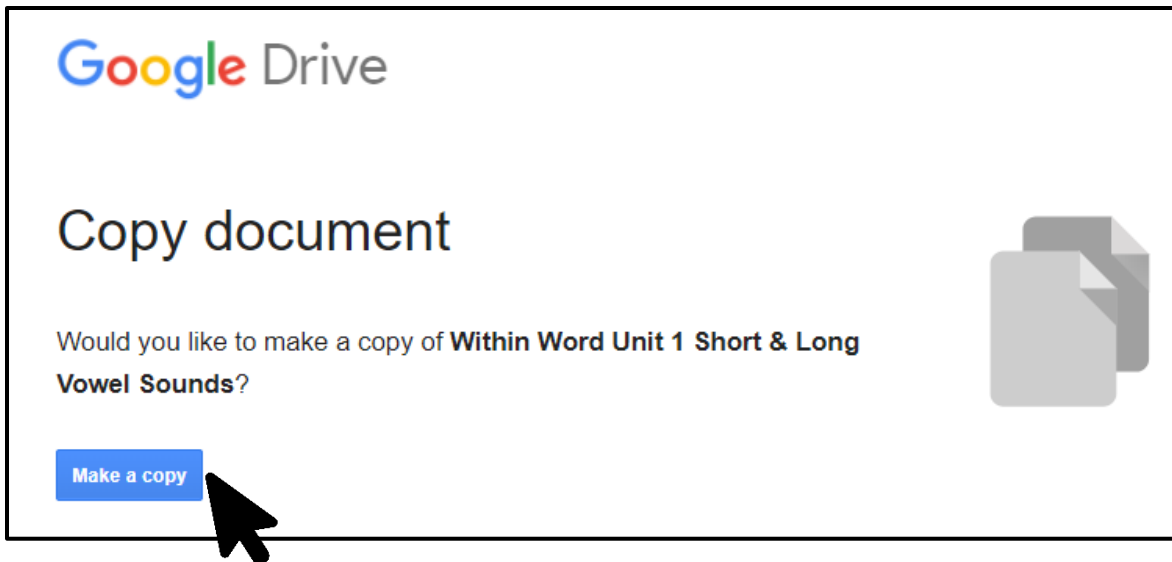 Google Drive
Copy document
Would you like to make a copy of Within Word Unit 1 Short & Long
Vowel Sounds?
Make a copy